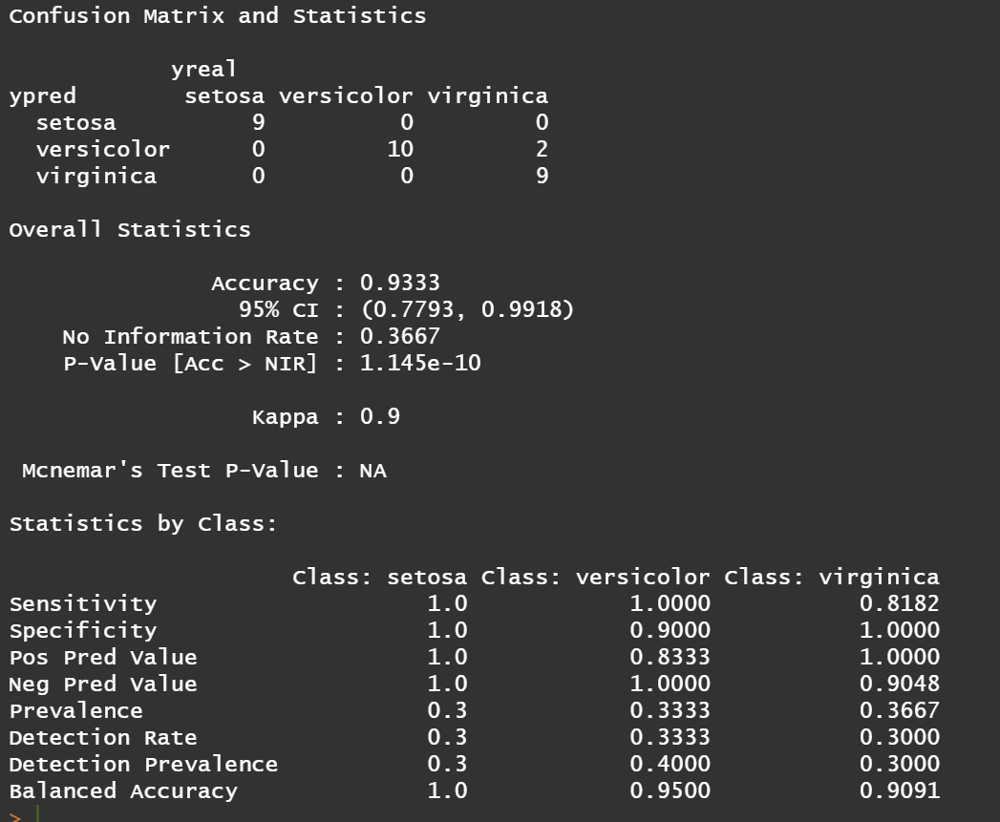 Confusion Matrix and Statistics
yreal
ypred setosa versicolor virginica
setosa 9 0 0
versicolor 0 10 2
virginica 0 0 9
Overall Statistics
Accuracy : 0.9333
95% CI : (0.7793, 0.9918)
No Information Rate : 0.3667
P-Value [Acc > NIR] : 1.145e-10
Kappa : 0.9
Mcnemar's Test P-Value : NA
Statistics by Class:
Class: setosa Class: versicolor Class: virginica
Sensitivity 1.0 1.0000 0.8182
Specificity 1.0 0.9000 1.0000
Pos Pred Value 1.0 0.8333 1.0000
Neg Pred Value 1.0 1.0000 0.9048
Prevalence 0.3 0.3333 0.3667
Detection Rate 0.3 0.3333 0.3000
Detection Prevalence 0.3 0.4000 0.3000
Balanced Accuracy 1.0 0.9500 0.9091
>